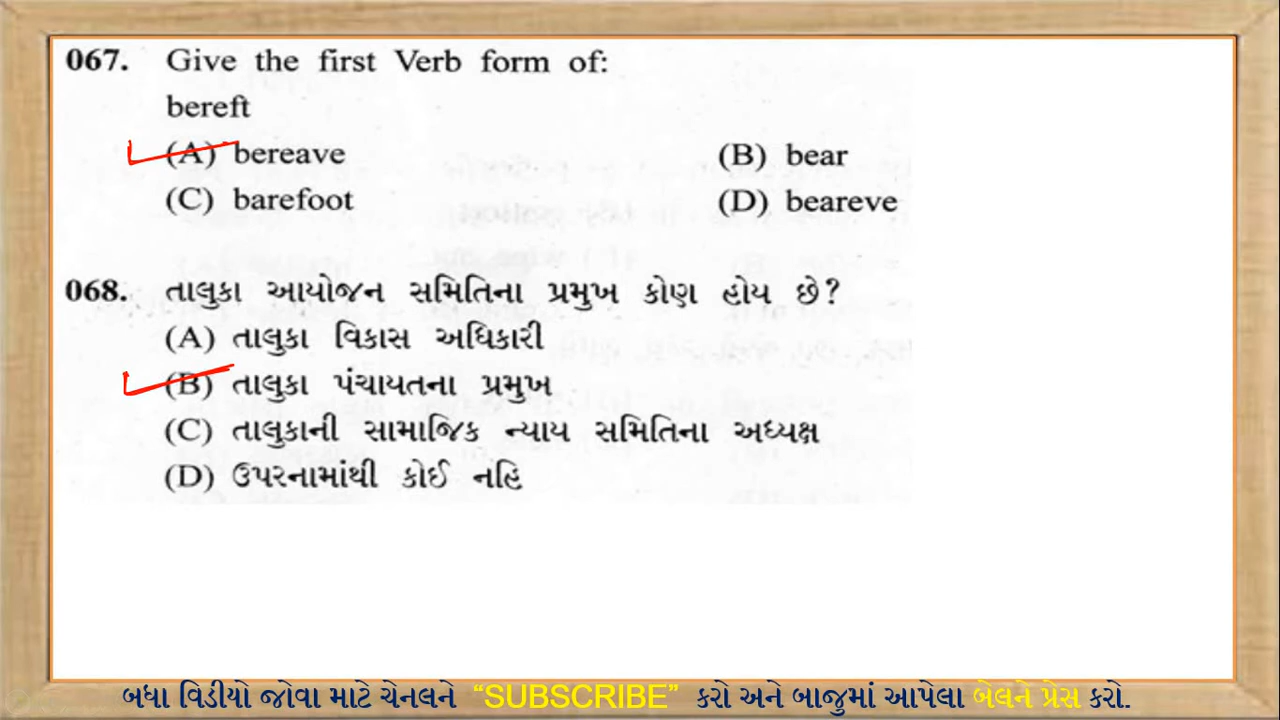 067. Give the first Verb form of:
bereft
(A) bereave (B) bear
(C) barefoot (D) beareve
068. તાલુકા આયોજન સમિતિના પ્રમુખ કોણ હોય છે?
(A) તાલુકા વિકાસ અધિકારી
(B) તાલુકા પંચાયતના પ્રમુખ
(C) તાલુકાની સામાજિક ન્યાય સમિતિના અધ્યક્ષ
(D) ઉપરનામાંથી કોઈ નહિ
બધા વિડીયો જોવા માટે ચેનલને “SUBSCRIBE” કરો અને બાજુમાં આપેલા બેલને પ્રેસ કરો.